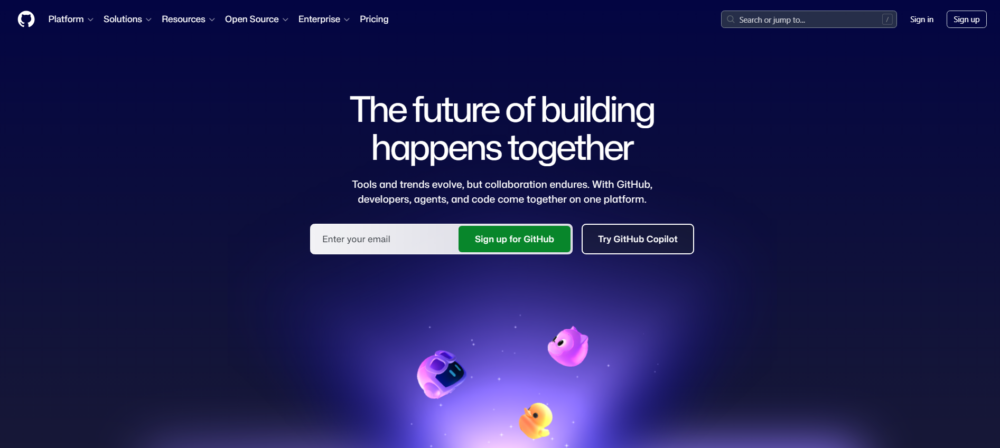 Platform Solutions Resources Open Source Enterprise Pricing Search or jump to... / Sign in Sign up
The future of building
happens together
Tools and trends evolve, but collaboration endures. With GitHub,
developers, agents, and code come together on one platform.
Enter your email Sign up for GitHub Try GitHub Copilot